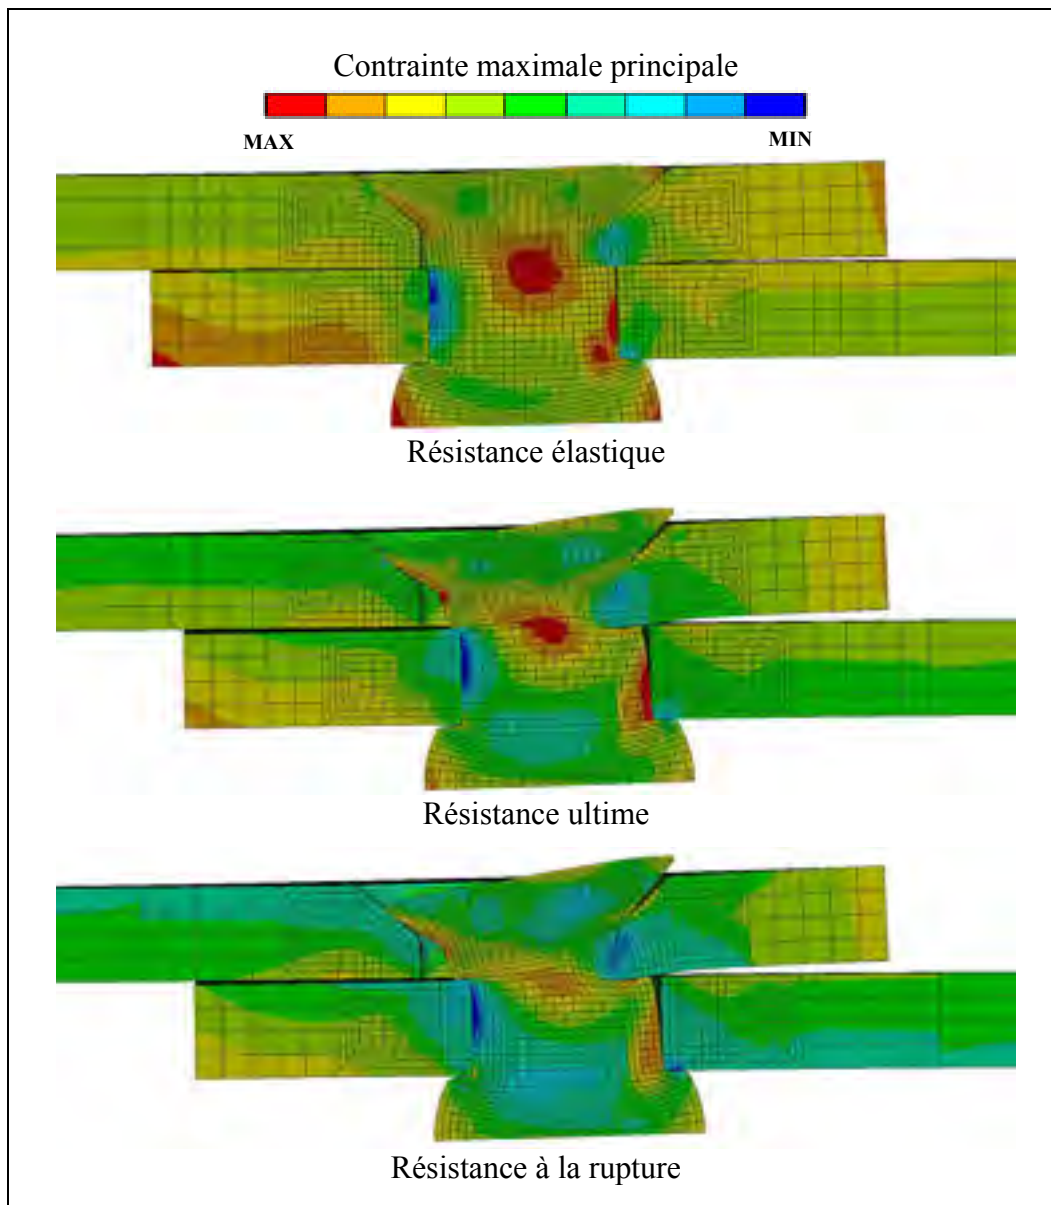 Contrainte maximale principale
MAX MIN
Résistance élastique
Résistance ultime
Résistance à la rupture